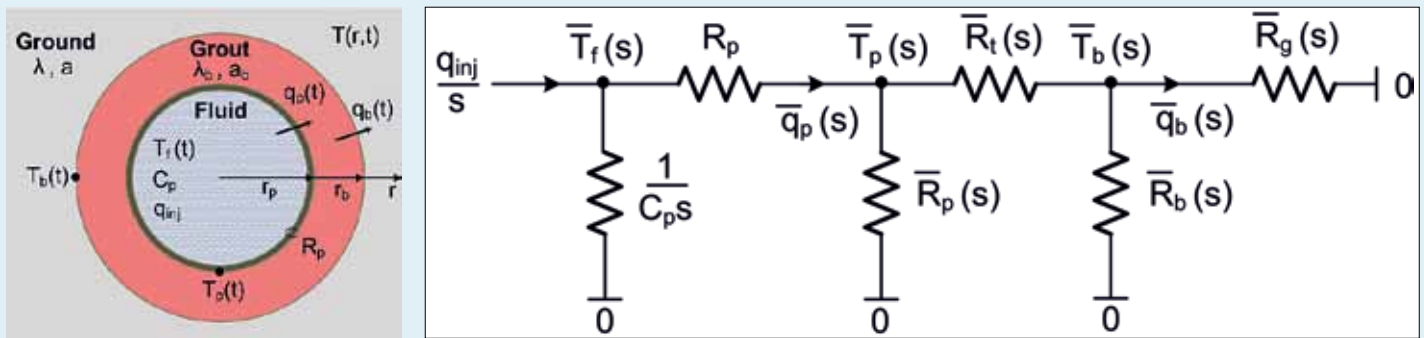 Ground
λ, a
T(r,t)
Grout
λb, ab
qp(t)
Fluid
qb(t)
Tf(t)
Tb(t)
Cp
rp
rb
r
qinj
Rp
Tp(t)
T̅f(s)
Rp
T̅p(s)
R̅t(s)
T̅b(s)
R̅g(s)
qinj
s
0
q̅p(s)
q̅b(s)
1
Cps
R̅p(s)
R̅b(s)
0
0
0